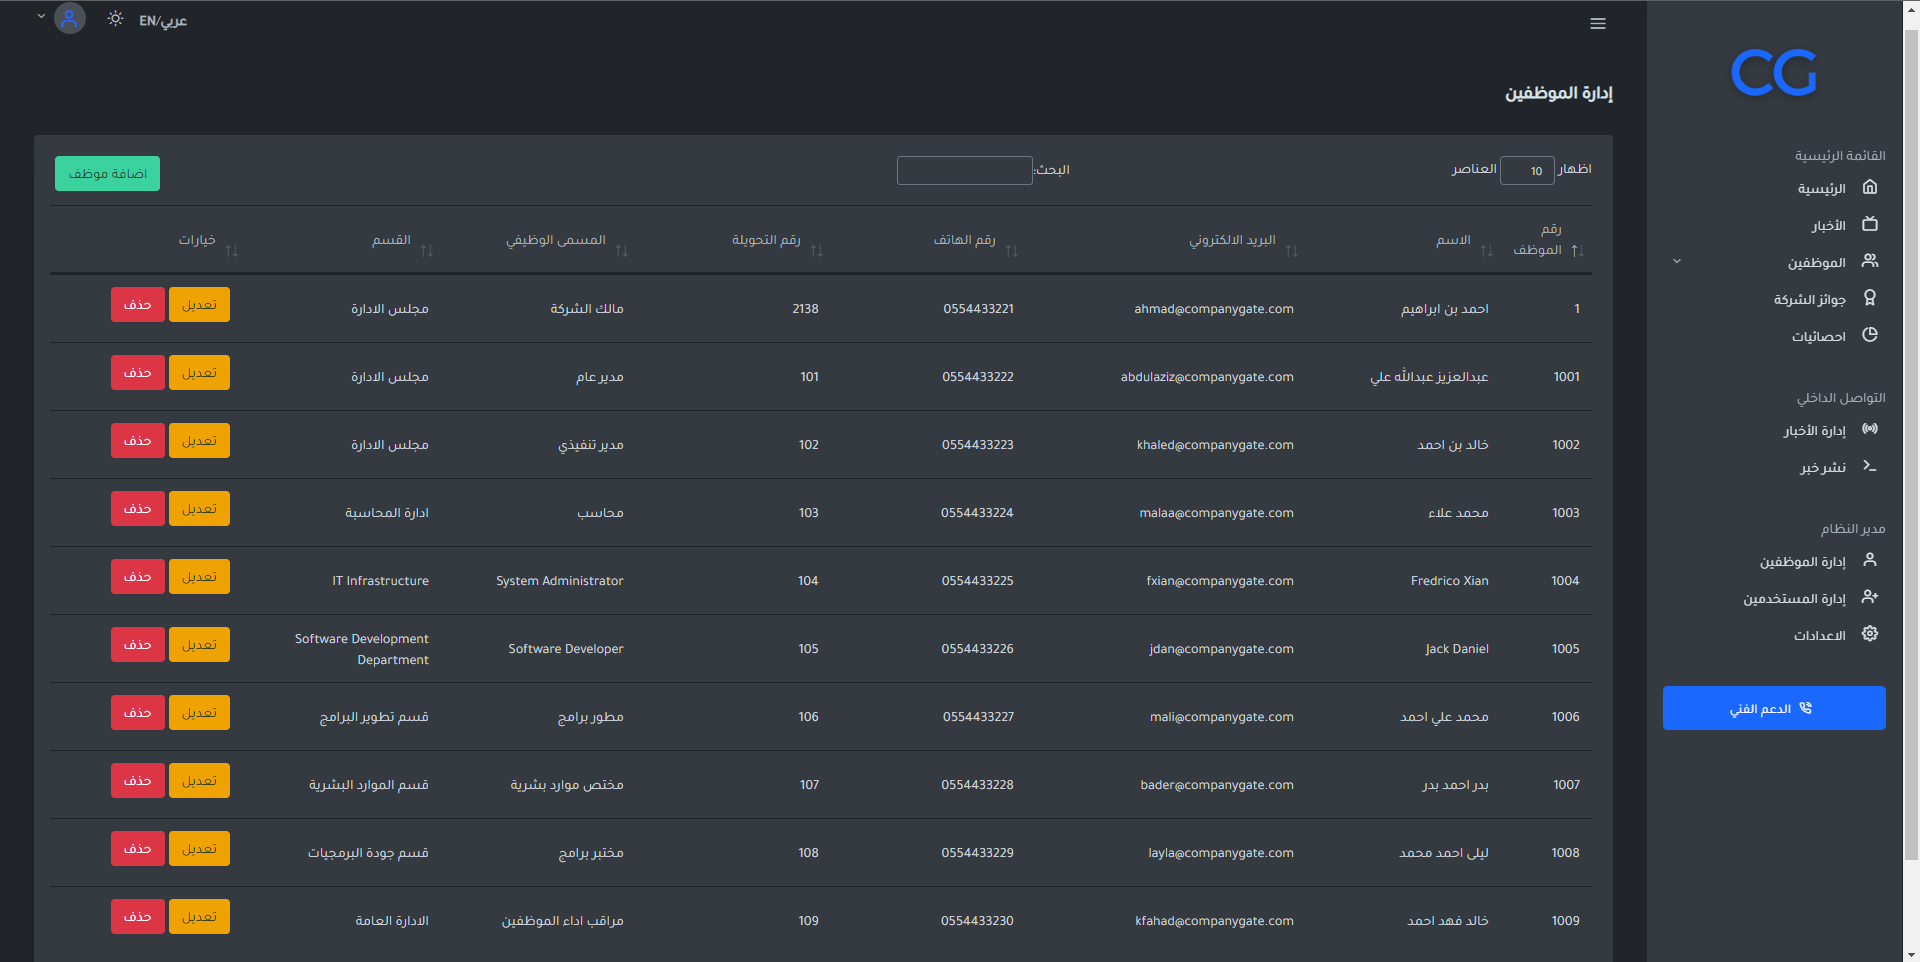 عربي/EN
CG
القائمة الرئيسية
الرئيسية
الأخبار
الموظفين
جوائز الشركة
احصائيات
التواصل الداخلي
إدارة الأخبار
نشر خبر
مدير النظام
إدارة الموظفين
إدارة المستخدمين
الاعدادات
الدعم الفني
إدارة الموظفين
اظهار 10 العناصر
البحث:
اضافة موظف
رقم الموظف الاسم البريد الالكتروني رقم الهاتف رقم التحويلة المسمى الوظيفي القسم خيارات
1 احمد بن ابراهيم ahmad@companygate.com 0554433221 2138 مالك الشركة مجلس الادارة تعديل حذف
1001 عبدالعزيز عبدالله علي abdulaziz@companygate.com 0554433222 101 مدير عام مجلس الادارة تعديل حذف
1002 خالد بن احمد khaled@companygate.com 0554433223 102 مدير تنفيذي مجلس الادارة تعديل حذف
1003 محمد علاء malaa@companygate.com 0554433224 103 محاسب ادارة المحاسبة تعديل حذف
1004 Fredrico Xian fxian@companygate.com 0554433225 104 System Administrator IT Infrastructure تعديل حذف
1005 Jack Daniel jdan@companygate.com 0554433226 105 Software Developer Software Development Department تعديل حذف
1006 محمد علي احمد mali@companygate.com 0554433227 106 مطور برامج قسم تطوير البرامج تعديل حذف
1007 بدر احمد بدر bader@companygate.com 0554433228 107 مختص موارد بشرية قسم الموارد البشرية تعديل حذف
1008 ليلى احمد محمد layla@companygate.com 0554433229 108 مختبر برامج قسم جودة البرمجيات تعديل حذف
1009 خالد فهد احمد kfahad@companygate.com 0554433230 109 مراقب اداء الموظفين الادارة العامة تعديل حذف